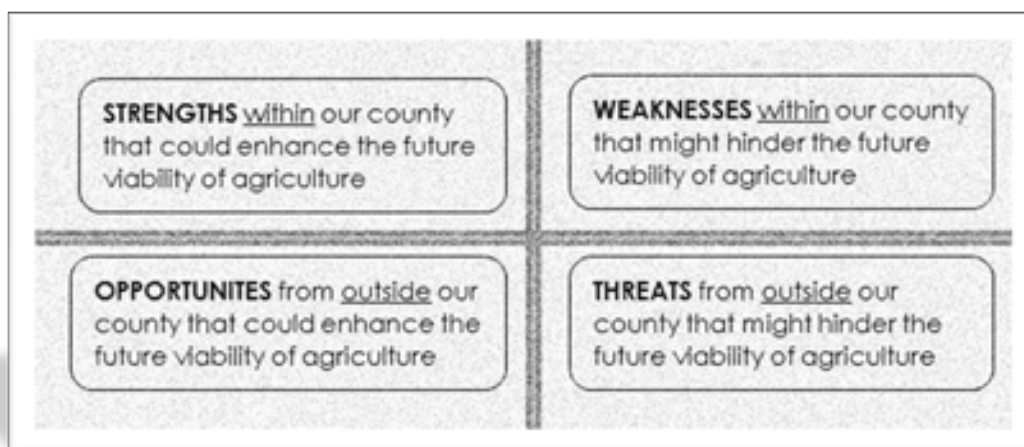 STRENGTHS within our county
that could enhance the future
viability of agriculture
WEAKNESSES within our county
that might hinder the future
viability of agriculture
OPPORTUNITES from outside our
county that could enhance the
future viability of agriculture
THREATS from outside our
county that might hinder the
future viability of agriculture